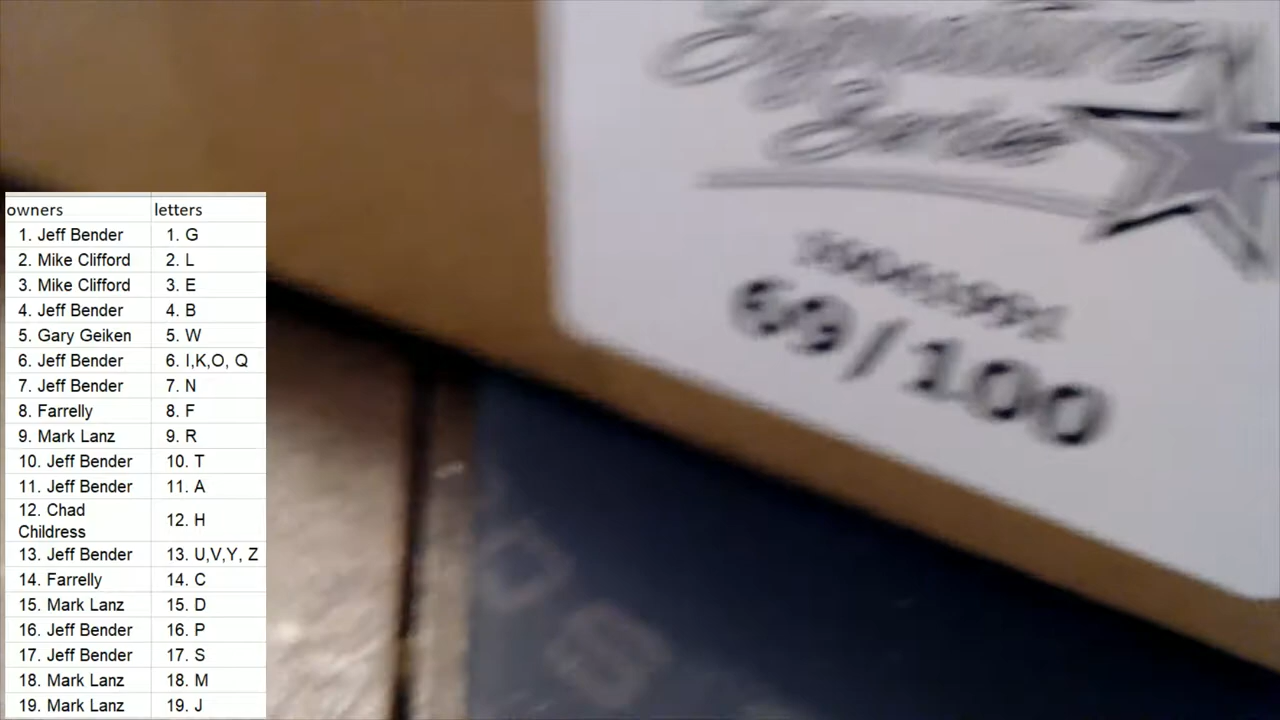 owners letters
1. Jeff Bender 1. G
2. Mike Clifford 2. L
3. Mike Clifford 3. E
4. Jeff Bender 4. B
5. Gary Geiken 5. W
6. Jeff Bender 6. I,K,O, Q
7. Jeff Bender 7. N
8. Farrelly 8. F
9. Mark Lanz 9. R
10. Jeff Bender 10. T
11. Jeff Bender 11. A
12. Chad
Childress 12. H
13. Jeff Bender 13. U,V,Y, Z
14. Farrelly 14. C
15. Mark Lanz 15. D
16. Jeff Bender 16. P
17. Jeff Bender 17. S
18. Mark Lanz 18. M
19. Mark Lanz 19. J
Series
69/100